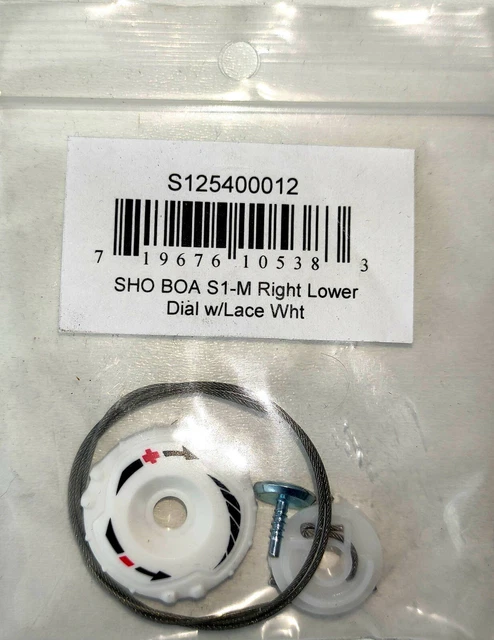 S125400012
7 19676 10538 3
SHO BOA S1-M Right Lower
Dial w/Lace Wht